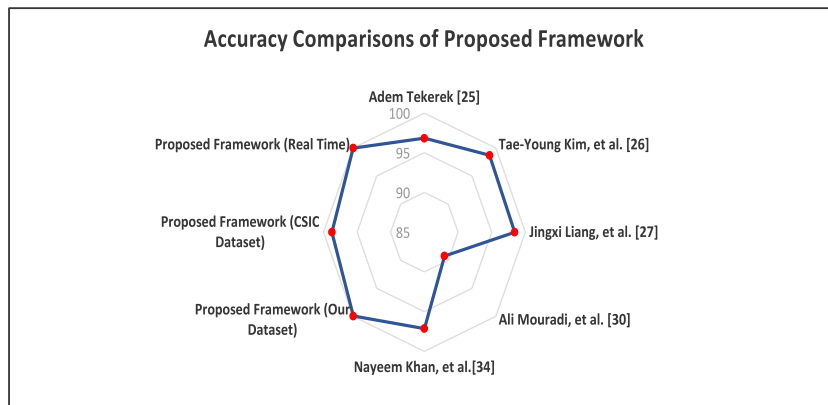 Accuracy Comparisons of Proposed Framework
Adem Tekerek [25]
100
Proposed Framework (Real Time)
Tae-Young Kim, et al. [26]
95
90
Proposed Framework (CSIC
Dataset)
85
Jingxi Liang, et al. [27]
Proposed Framework (Our
Dataset)
Ali Mouradi, et al. [30]
Nayeem Khan, et al.[34]